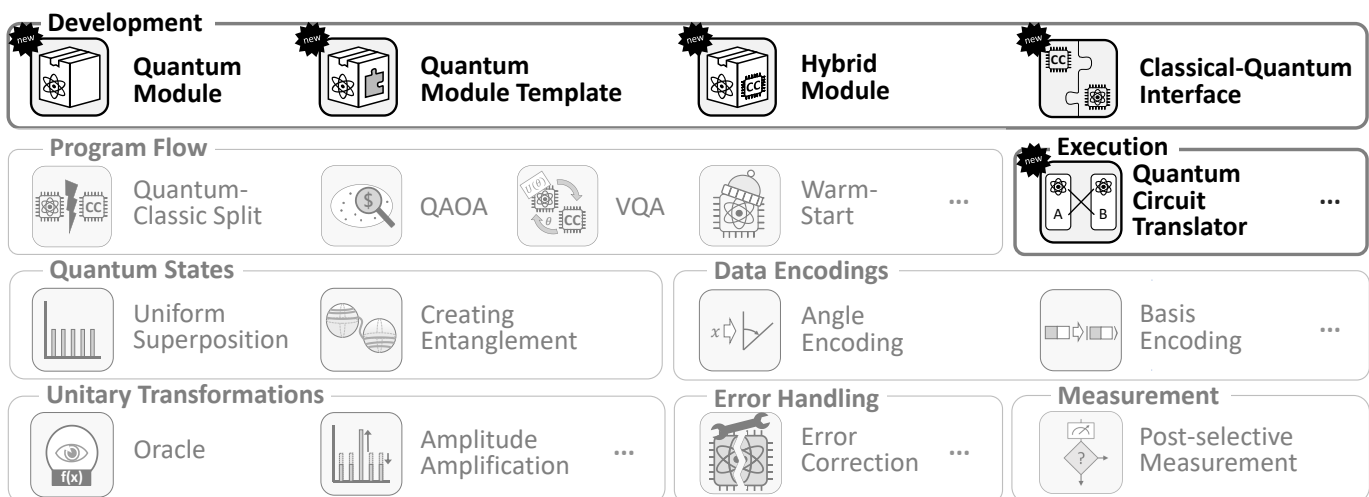 Development
new
Quantum
Module
new
Quantum
Module Template
new
CC
Hybrid
Module
new
CC
Classical-Quantum
Interface
Program Flow
CC
Quantum-
Classic Split
$
QAOA
U(θ)
θ
CC
VQA
Warm-
Start
...
Execution
new
A
B
Quantum
Circuit
Translator
...
Quantum States
Uniform
Superposition
Creating
Entanglement
Data Encodings
x
Angle
Encoding
Basis
Encoding
...
Unitary Transformations
f(x)
Oracle
Amplitude
Amplification
...
Error Handling
Error
Correction
...
Measurement
?
Post-selective
Measurement